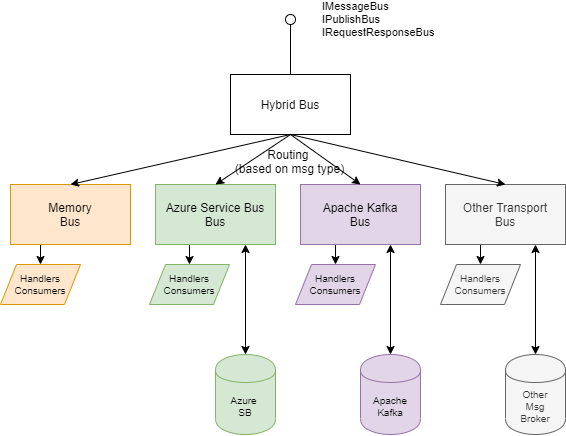 IMessageBus
IPublishBus
IRequestResponseBus
Hybrid Bus
Routing
(based on msg type)
Memory
Bus
Azure Service Bus
Bus
Apache Kafka
Bus
Other Transport
Bus
Handlers
Consumers
Handlers
Consumers
Handlers
Consumers
Handlers
Consumers
Azure
SB
Apache
Kafka
Other
Msg
Broker